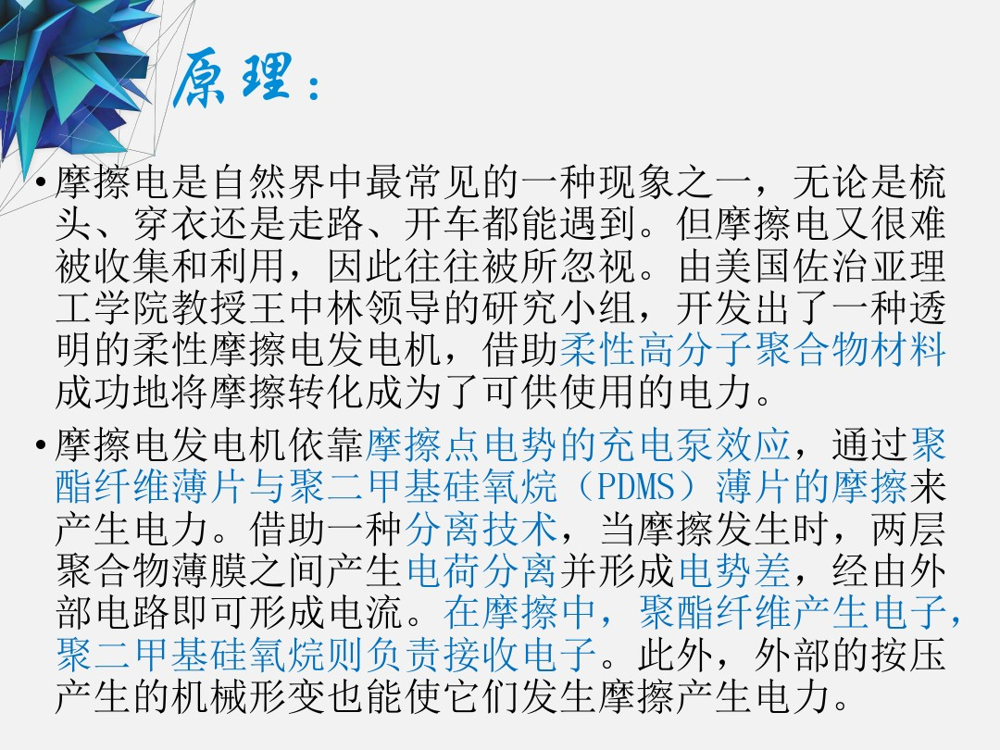 原理：
•摩擦电是自然界中最常见的一种现象之一，无论是梳
头、穿衣还是走路、开车都能遇到。但摩擦电又很难
被收集和利用，因此往往被所忽视。由美国佐治亚理
工学院教授王中林领导的研究小组，开发出了一种透
明的柔性摩擦电发电机，借助柔性高分子聚合物材料
成功地将摩擦转化成为了可供使用的电力。
•摩擦电发电机依靠摩擦点电势的充电泵效应，通过聚
酯纤维薄片与聚二甲基硅氧烷（PDMS）薄片的摩擦来
产生电力。借助一种分离技术，当摩擦发生时，两层
聚合物薄膜之间产生电荷分离并形成电势差，经由外
部电路即可形成电流。在摩擦中，聚酯纤维产生电子，
聚二甲基硅氧烷则负责接收电子。此外，外部的按压
产生的机械形变也能使它们发生摩擦产生电力。